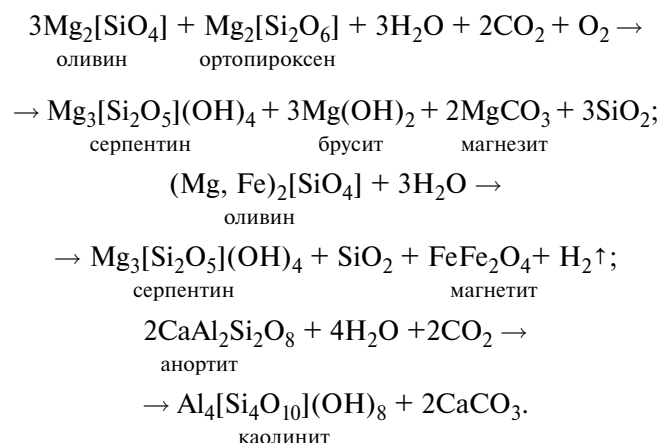 3Mg₂[SiO₄] + Mg₂[Si₂O₆] + 3H₂O + 2CO₂ + O₂ →
оливин ортопироксен
→ Mg₃[Si₂O₅](OH)₄ + 3Mg(OH)₂ + 2MgCO₃ + 3SiO₂;
серпентин брусит магнезит
(Mg, Fe)₂[SiO₄] + 3H₂O →
оливин
→ Mg₃[Si₂O₅](OH)₄ + SiO₂ + FeFe₂O₄+ H₂↑;
серпентин магнетит
2CaAl₂Si₂O₈ + 4H₂O +2CO₂ →
анортит
→ Al₄[Si₄O₁₀](OH)₈ + 2CaCO₃.
каолинит